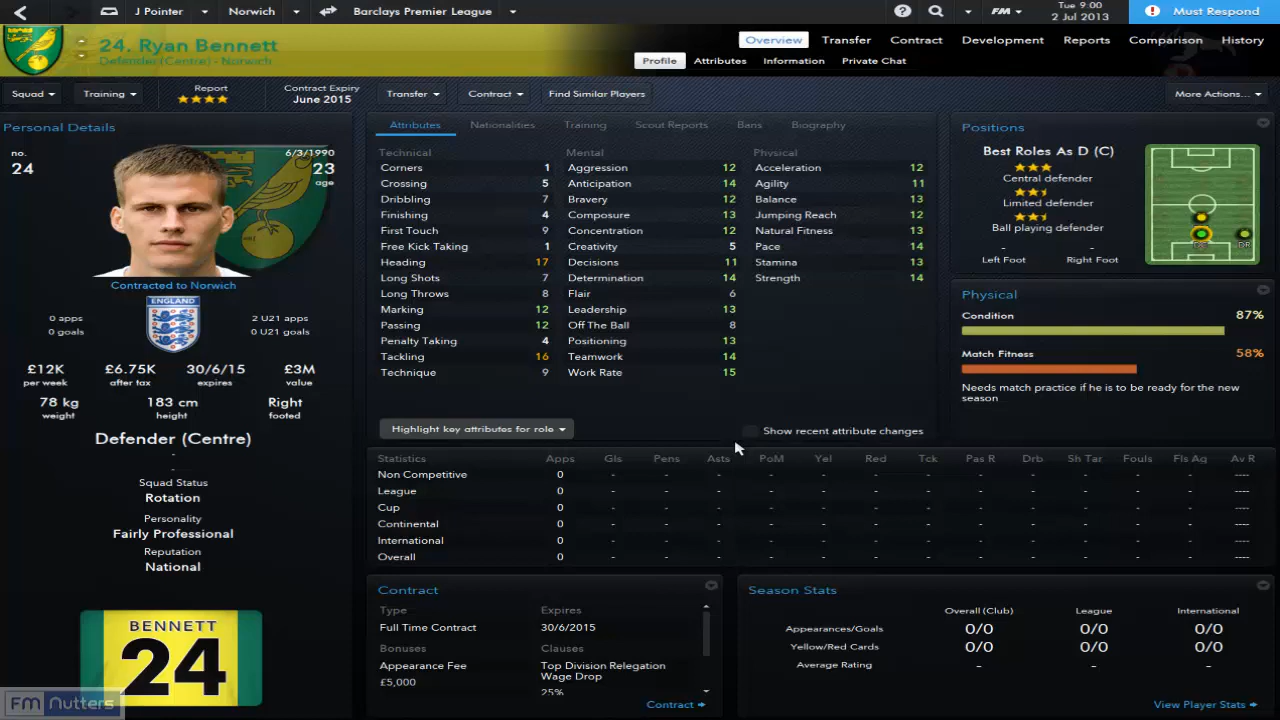 J Pointer
Norwich
Barclays Premier League
FM
Tue 9:00
2 Jul 2013
Must Respond
24. Ryan Bennett
Defender (Centre) - Norwich
Overview Transfer Contract Development Reports Comparison History
Profile Attributes Information Private Chat
Squad
Training
Report
Contract Expiry
June 2015
Transfer
Contract
Find Similar Players
More Actions...
Personal Details
no.
24
6/3/1990
23
age
Contracted to Norwich
ENGLAND
0 apps
0 goals
2 U21 apps
0 U21 goals
£12K
per week
£6.75K
after tax
30/6/15
expires
£3M
value
78 kg
weight
183 cm
height
Right
footed
Defender (Centre)
-
-
Squad Status
Rotation
Personality
Fairly Professional
Reputation
National
BENNETT
24
FM Nutters
Attributes Nationalities Training Scout Reports Bans Biography
Technical
Corners 1
Crossing 5
Dribbling 7
Finishing 4
First Touch 9
Free Kick Taking 1
Heading 17
Long Shots 7
Long Throws 8
Marking 12
Passing 12
Penalty Taking 4
Tackling 16
Technique 9
Mental
Aggression 12
Anticipation 14
Bravery 12
Composure 13
Concentration 12
Creativity 5
Decisions 11
Determination 14
Flair 6
Leadership 13
Off The Ball 8
Positioning 13
Teamwork 14
Work Rate 15
Physical
Acceleration 12
Agility 11
Balance 13
Jumping Reach 12
Natural Fitness 13
Pace 14
Stamina 13
Strength 14
Highlight key attributes for role
Show recent attribute changes
Statistics Apps Gls Pens Asts PoM Yel Red Tck Pas R Drb Sh Tar Fouls Fls Ag Av R
Non Competitive 0 - - - - - - - - - - - - ----
League 0 - - - - - - - - - - - - ----
Cup 0 - - - - - - - - - - - - ----
Continental 0 - - - - - - - - - - - - ----
International 0 - - - - - - - - - - - - ----
Overall 0 - - - - - - - - - - - - ----
Contract
Type
Full Time Contract
Bonuses
Appearance Fee
£5,000
Expires
30/6/2015
Clauses
Top Division Relegation
Wage Drop
25%
Contract
Season Stats
Overall (Club) League International
Appearances/Goals 0/0 0/0 0/0
Yellow/Red Cards 0/0 0/0 0/0
Average Rating - - -
View Player Stats
Positions
Best Roles As D (C)
Central defender
Limited defender
Ball playing defender
-
Left Foot
-
Right Foot
DC
DR
Physical
Condition 87%
Match Fitness 58%
Needs match practice if he is to be ready for the new
season